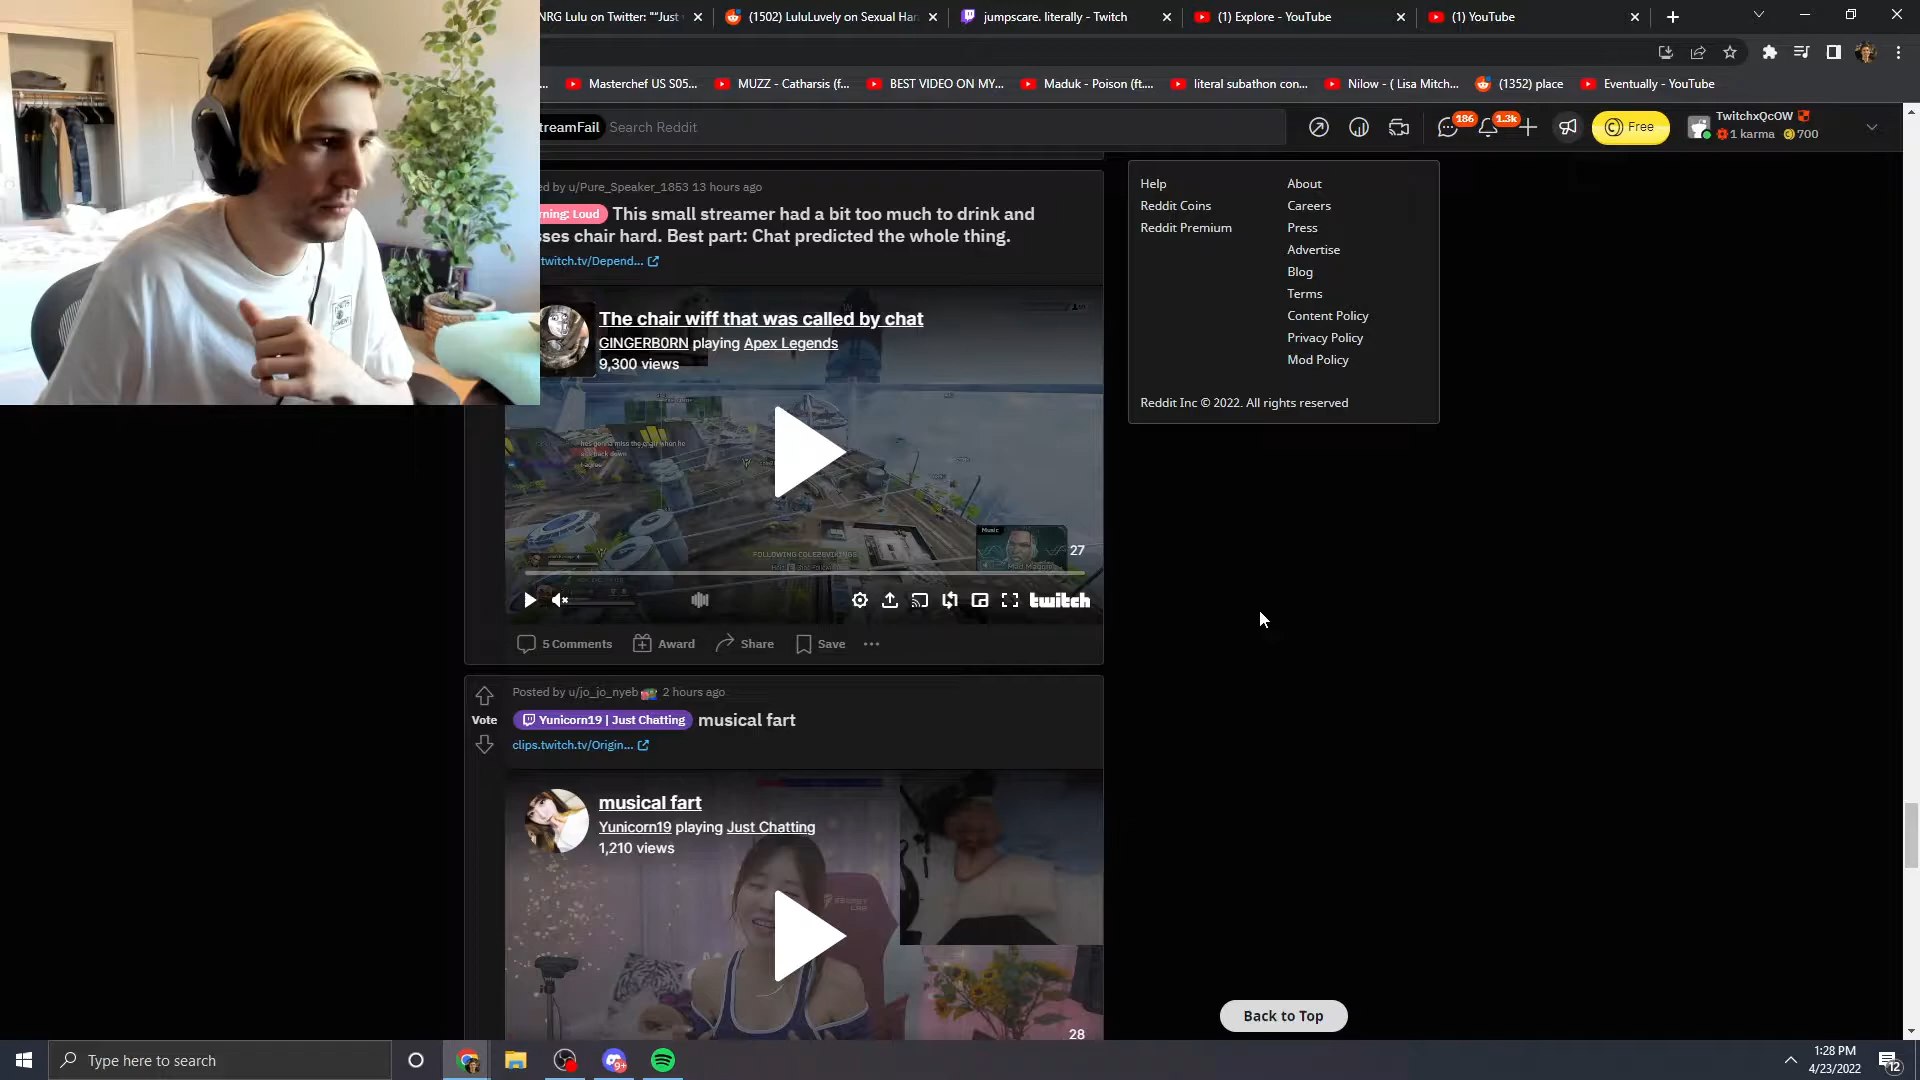 NRG Lulu on Twitter: "“Just
(1502) LuluLuvely on Sexual Har
jumpscare. literally - Twitch
(1) Explore - YouTube
(1) YouTube
Masterchef US S05...
MUZZ - Catharsis (f...
BEST VIDEO ON MY...
Maduk - Poison (ft....
literal subathon con...
Nilow - ( Lisa Mitch...
(1352) place
Eventually - YouTube
treamFail
Search Reddit
186
1.3k
Free
TwitchxQcOW
1 karma
700
ed by u/Pure_Speaker_1853 13 hours ago
rning: Loud
This small streamer had a bit too much to drink and
sses chair hard. Best part: Chat predicted the whole thing.
twitch.tv/Depend...
The chair wiff that was called by chat
GINGERB0RN playing Apex Legends
9,300 views
Music
FOLLOWING COLEZ8VIKINGS
27
twitch
5 Comments
Award
Share
Save
Help
Reddit Coins
Reddit Premium
About
Careers
Press
Advertise
Blog
Terms
Content Policy
Privacy Policy
Mod Policy
Reddit Inc © 2022. All rights reserved
Posted by u/jo_jo_nyeb 2 hours ago
Vote
Yunicorn19 | Just Chatting
musical fart
clips.twitch.tv/Origin...
musical fart
Yunicorn19 playing Just Chatting
1,210 views
28
Back to Top
Type here to search
9+
1:28 PM
4/23/2022
12